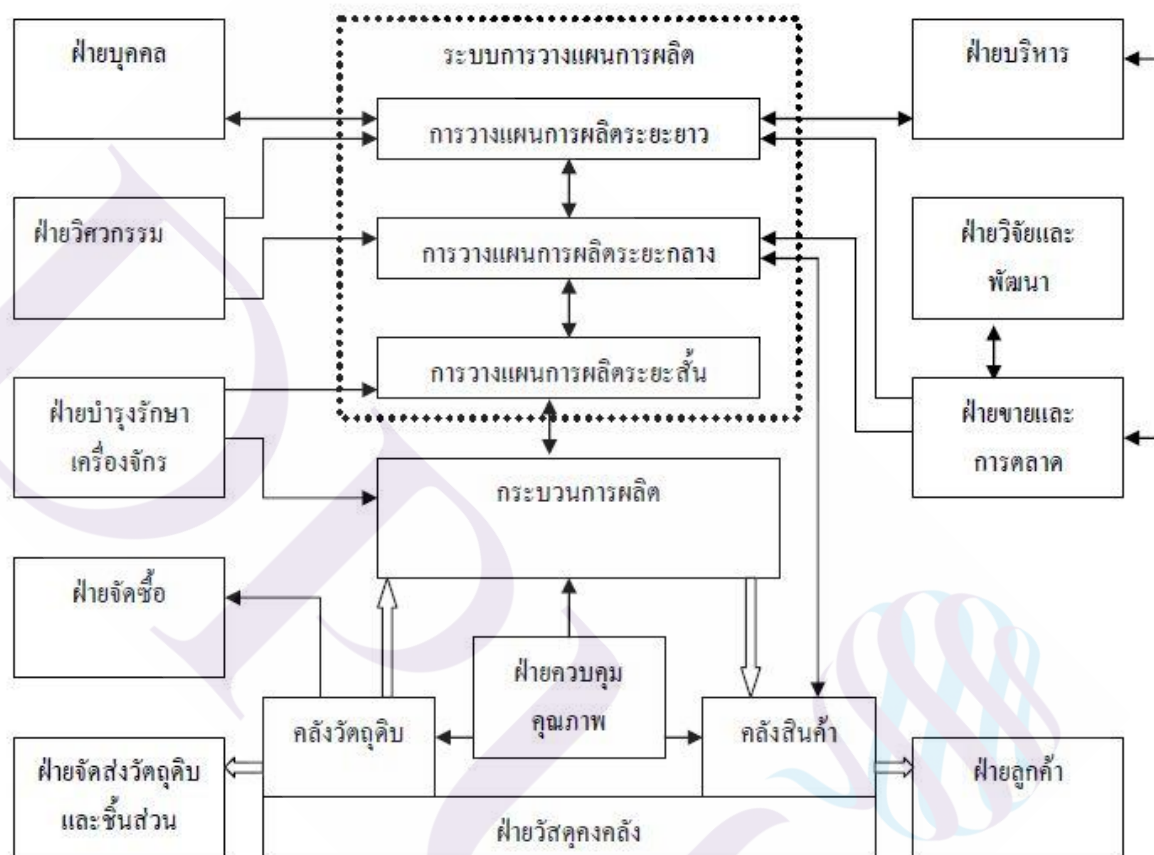 ฝ่ายบุคคล
ระบบการวางแผนการผลิต
ฝ่ายบริหาร
การวางแผนการผลิตระยะยาว
ฝ่ายวิศวกรรม
การวางแผนการผลิตระยะกลาง
ฝ่ายวิจัยและ
พัฒนา
การวางแผนการผลิตระยะสั้น
ฝ่ายบำรุงรักษา
เครื่องจักร
ฝ่ายขายและ
การตลาด
กระบวนการผลิต
ฝ่ายจัดซื้อ
ฝ่ายควบคุม
คุณภาพ
คลังวัตถุดิบ
คลังสินค้า
ฝ่ายจัดส่งวัตถุดิบ
และชิ้นส่วน
ฝ่ายลูกค้า
ฝ่ายวัสดุคงคลัง